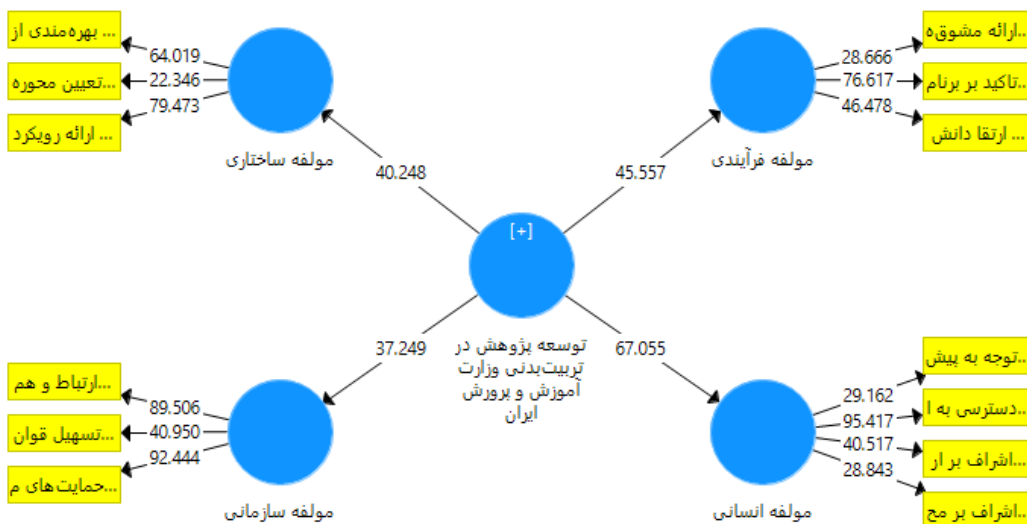 بهره‌مندی از ...
تعیین محوره...
ارائه رویکرد ...
64.019
22.346
79.473
مولفه ساختاری
ارائه مشوق‌ه...
تاکید بر برنام...
ارتقا دانش ...
28.666
76.617
46.478
مولفه فرآیندی
40.248
45.557
[+]
توسعه پژوهش در
تربیت‌بدنی وزارت
آموزش و پرورش
ایران
37.249
67.055
ارتباط و هم...
تسهیل قوان...
حمایت‌های م...
89.506
40.950
92.444
مولفه سازمانی
توجه به پیش...
دسترسی به ا...
اشراف بر ار...
اشراف بر مح...
29.162
95.417
40.517
28.843
مولفه انسانی